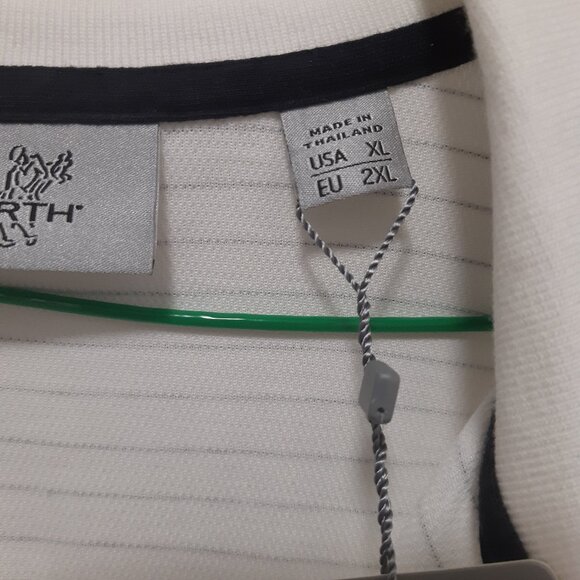 MADE IN
THAILAND
USA XL
EU 2XL
RTH®